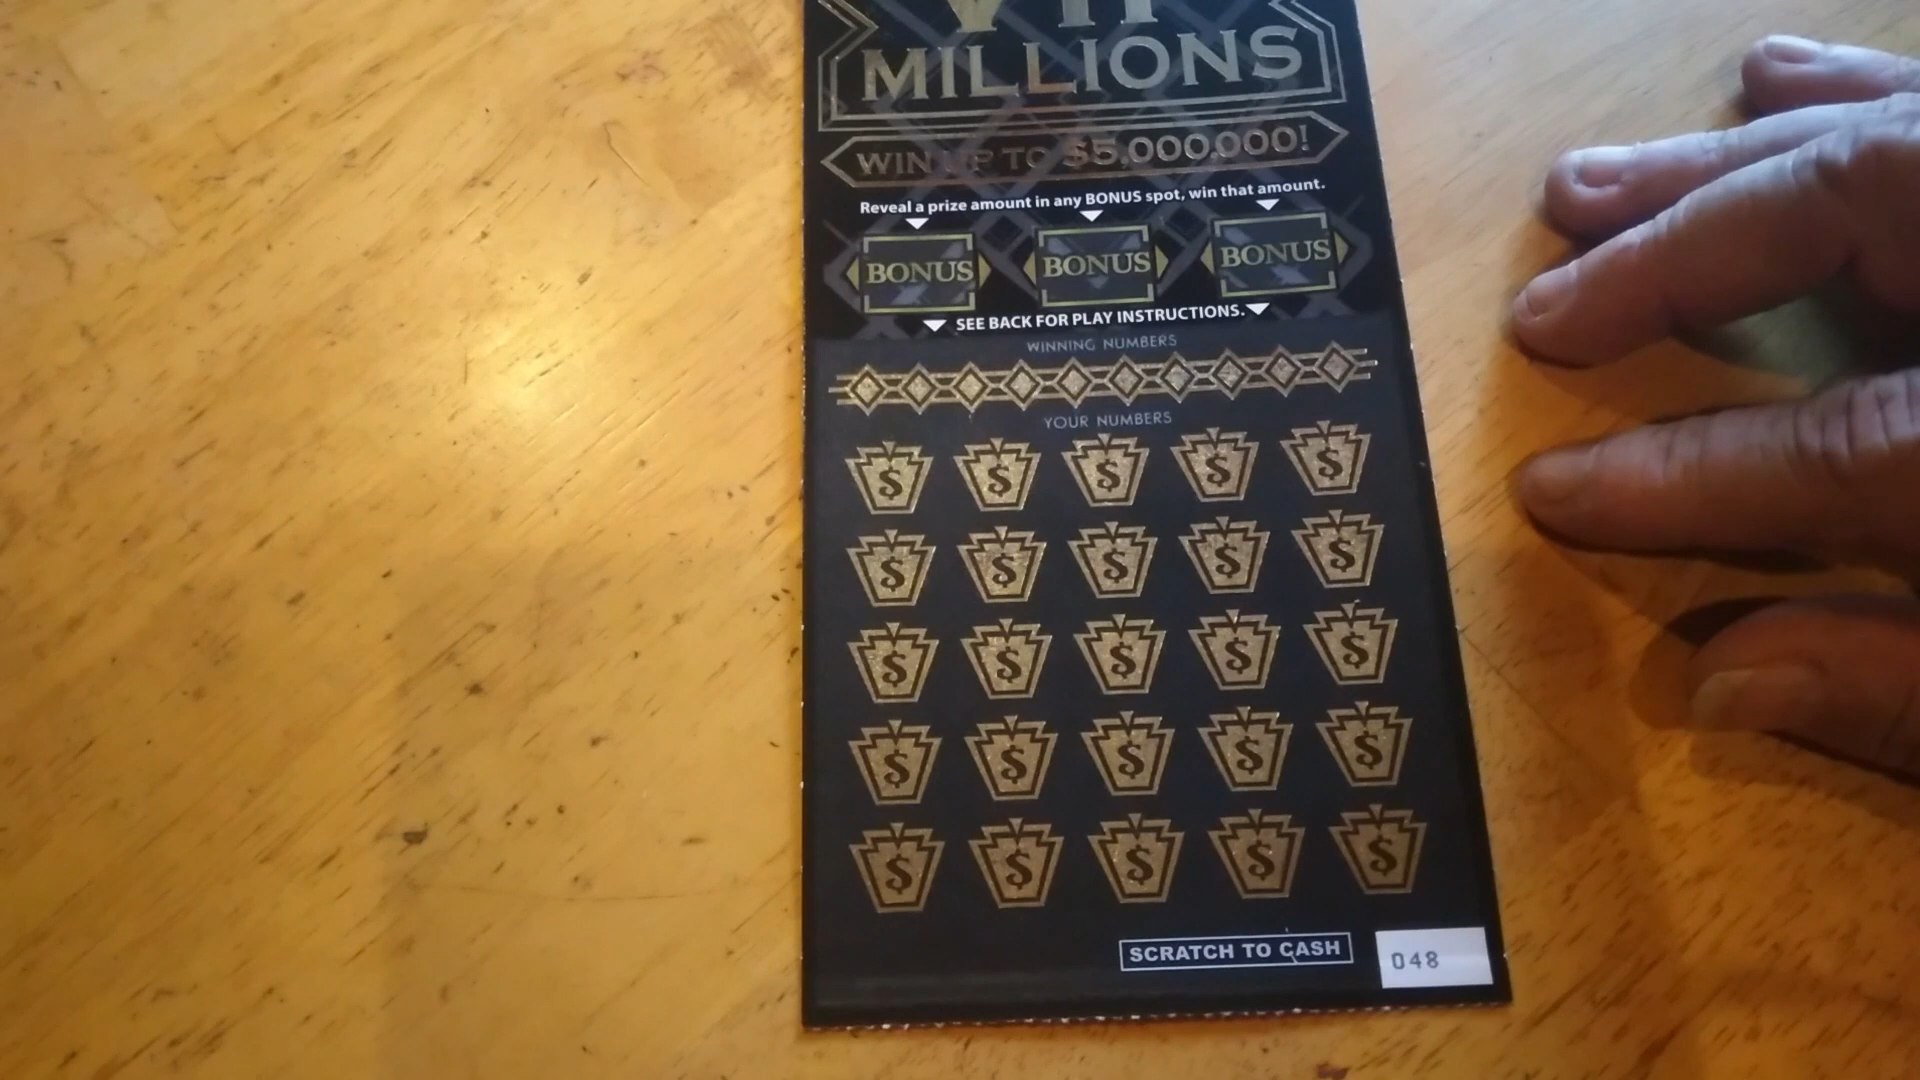 VIP
MILLIONS
WIN UP TO $5,000,000!
Reveal a prize amount in any BONUS spot, win that amount.
BONUS BONUS BONUS
SEE BACK FOR PLAY INSTRUCTIONS.
WINNING NUMBERS
YOUR NUMBERS
$ $ $ $ $
$ $ $ $ $
$ $ $ $ $
$ $ $ $ $
$ $ $ $ $
SCRATCH TO CASH
048